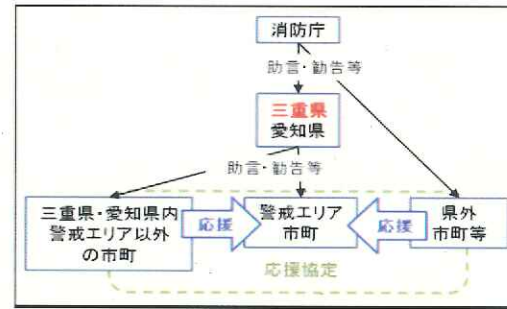 消防庁
助言・勧告等
三重県
愛知県
助言・勧告等
三重県・愛知県内
警戒エリア以外
の市町
応援
警戒エリア
市町
応援
県外
市町等
応援協定